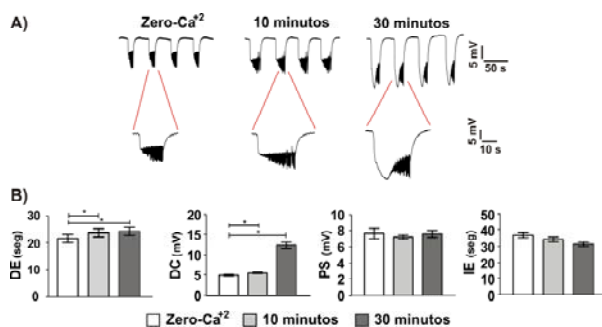 A)
Zero-Ca+2
10 minutos
30 minutos
5 mV
50 s
5 mV
10 s
B)
DE (seg)
30
20
10
0
*
*
DC (mV)
15
10
5
0
*
*
PS (mV)
10
8
6
4
2
0
IE (seg)
50
40
30
20
10
0
Zero-Ca+2
10 minutos
30 minutos